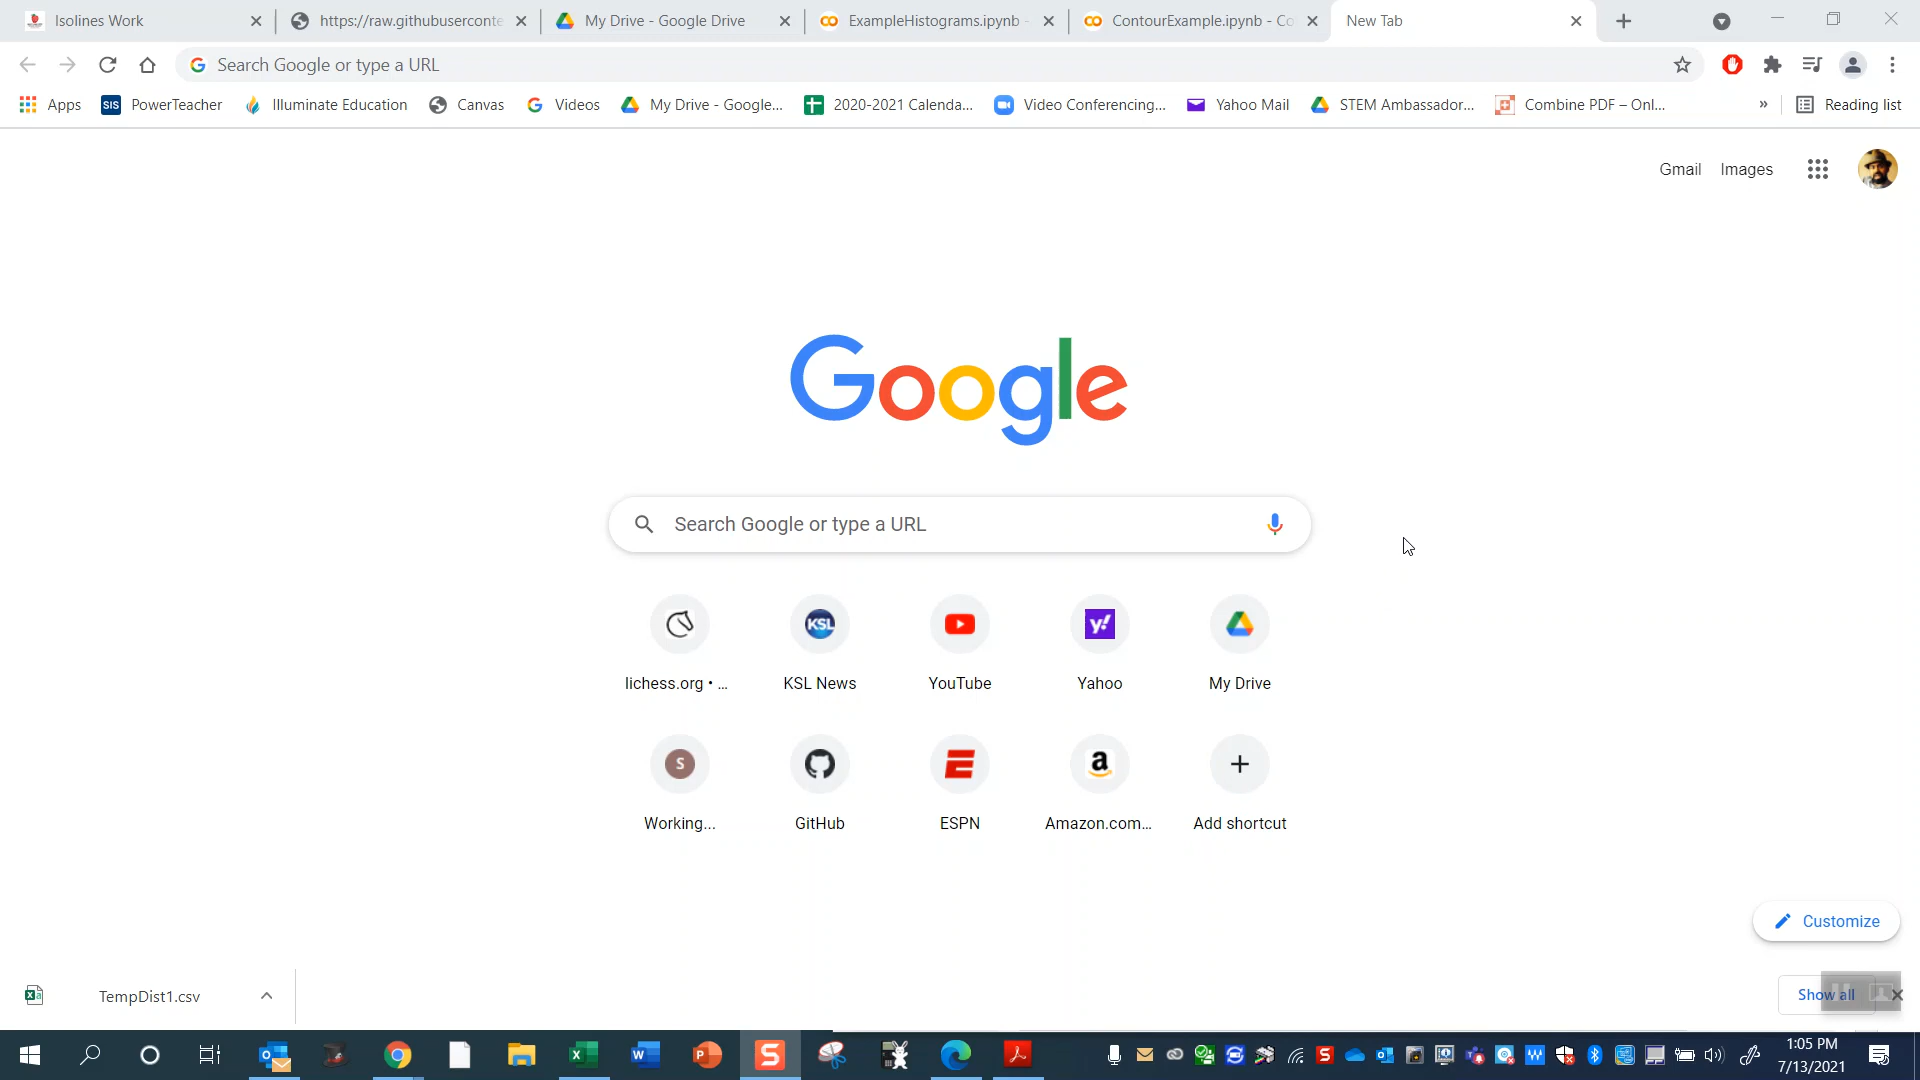 Isolines Work
https://raw.githubuserconte
My Drive - Google Drive
ExampleHistograms.ipynb -
ContourExample.ipynb - Co
New Tab
Search Google or type a URL
Apps
SIS
PowerTeacher
Illuminate Education
Canvas
Videos
My Drive - Google...
2020-2021 Calenda...
Video Conferencing...
Yahoo Mail
STEM Ambassador...
Combine PDF – Onl...
»
Reading list
Gmail
Images
Google
Search Google or type a URL
KSL
y!
lichess.org • ...
KSL News
YouTube
Yahoo
My Drive
S
a
Working...
GitHub
ESPN
Amazon.com...
Add shortcut
Customize
TempDist1.csv
Show all
1:05 PM
7/13/2021